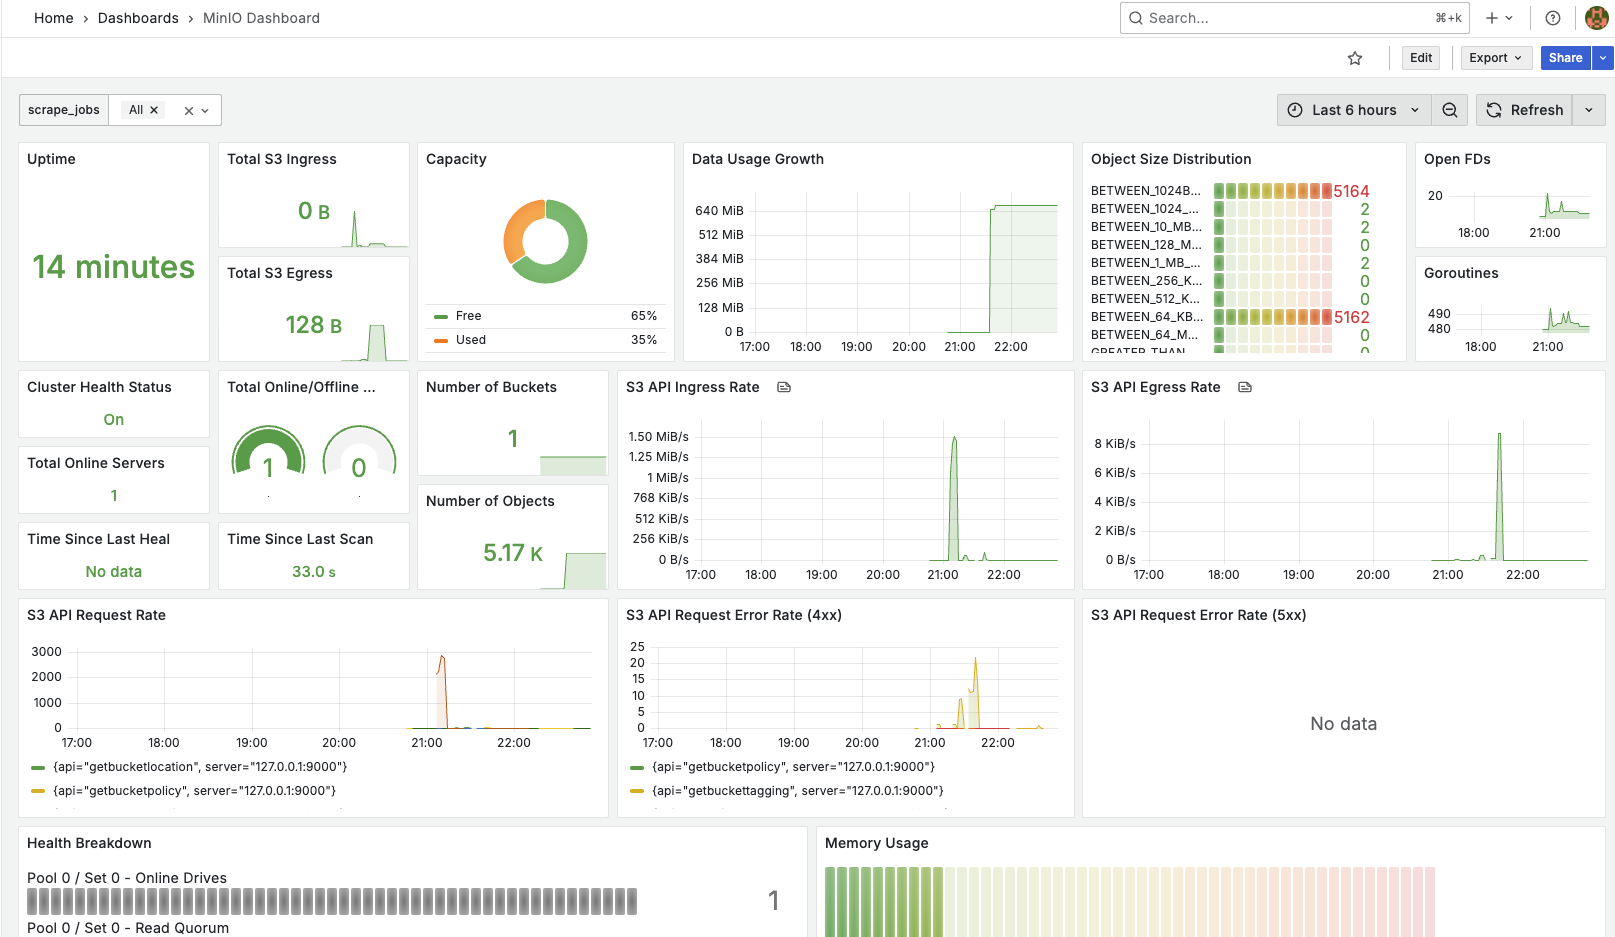 Home › Dashboards › MinIO Dashboard
Search...
⌘+k
Edit
Export
Share
scrape_jobs
All
Last 6 hours
Refresh
Uptime
14 minutes
Total S3 Ingress
0 B
Total S3 Egress
128 B
Capacity
Free 65%
Used 35%
Data Usage Growth
640 MiB
512 MiB
384 MiB
256 MiB
128 MiB
0 B
17:00 18:00 19:00 20:00 21:00 22:00
Object Size Distribution
BETWEEN_1024B... 5164
BETWEEN_1024_... 2
BETWEEN_10_MB... 2
BETWEEN_128_M... 0
BETWEEN_1_MB_... 2
BETWEEN_256_K... 0
BETWEEN_512_K... 0
BETWEEN_64_KB... 5162
BETWEEN_64_M... 0
GREATER_THAN_ 0
Open FDs
20
18:00 21:00
Goroutines
490
480
18:00 21:00
Cluster Health Status
On
Total Online Servers
1
Time Since Last Heal
No data
Total Online/Offline ...
1 0
Time Since Last Scan
33.0 s
Number of Buckets
1
Number of Objects
5.17 K
S3 API Ingress Rate
1.50 MiB/s
1.25 MiB/s
1 MiB/s
768 KiB/s
512 KiB/s
256 KiB/s
0 B/s
17:00 18:00 19:00 20:00 21:00 22:00
S3 API Egress Rate
8 KiB/s
6 KiB/s
4 KiB/s
2 KiB/s
0 B/s
17:00 18:00 19:00 20:00 21:00 22:00
S3 API Request Rate
3000
2000
1000
0
17:00 18:00 19:00 20:00 21:00 22:00
{api="getbucketlocation", server="127.0.0.1:9000"}
{api="getbucketpolicy", server="127.0.0.1:9000"}
S3 API Request Error Rate (4xx)
25
20
15
10
5
0
17:00 18:00 19:00 20:00 21:00 22:00
{api="getbucketpolicy", server="127.0.0.1:9000"}
{api="getbuckettagging", server="127.0.0.1:9000"}
S3 API Request Error Rate (5xx)
No data
Health Breakdown
Pool 0 / Set 0 - Online Drives
1
Pool 0 / Set 0 - Read Quorum
Memory Usage